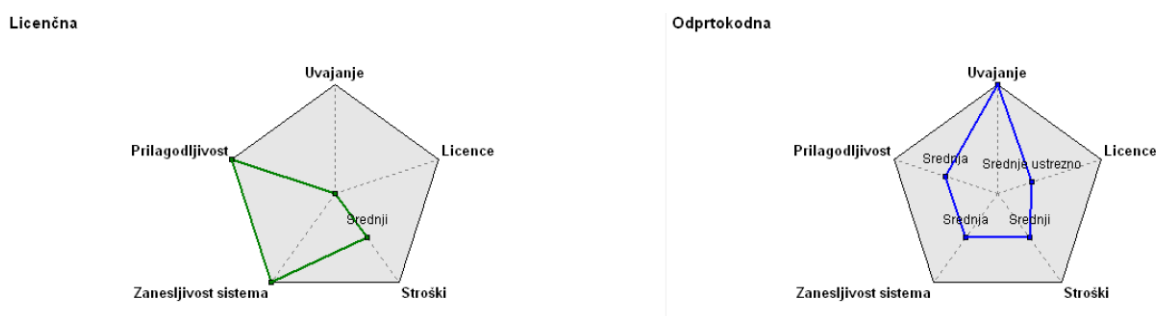 Licenčna
Uvajanje
Prilagodljivost
Licence
Srednji
Zanesljivost sistema
Stroški
Odprtokodna
Uvajanje
Prilagodljivost
Licence
Srednja
Srednje ustrezno
Srednja
Srednji
Zanesljivost sistema
Stroški